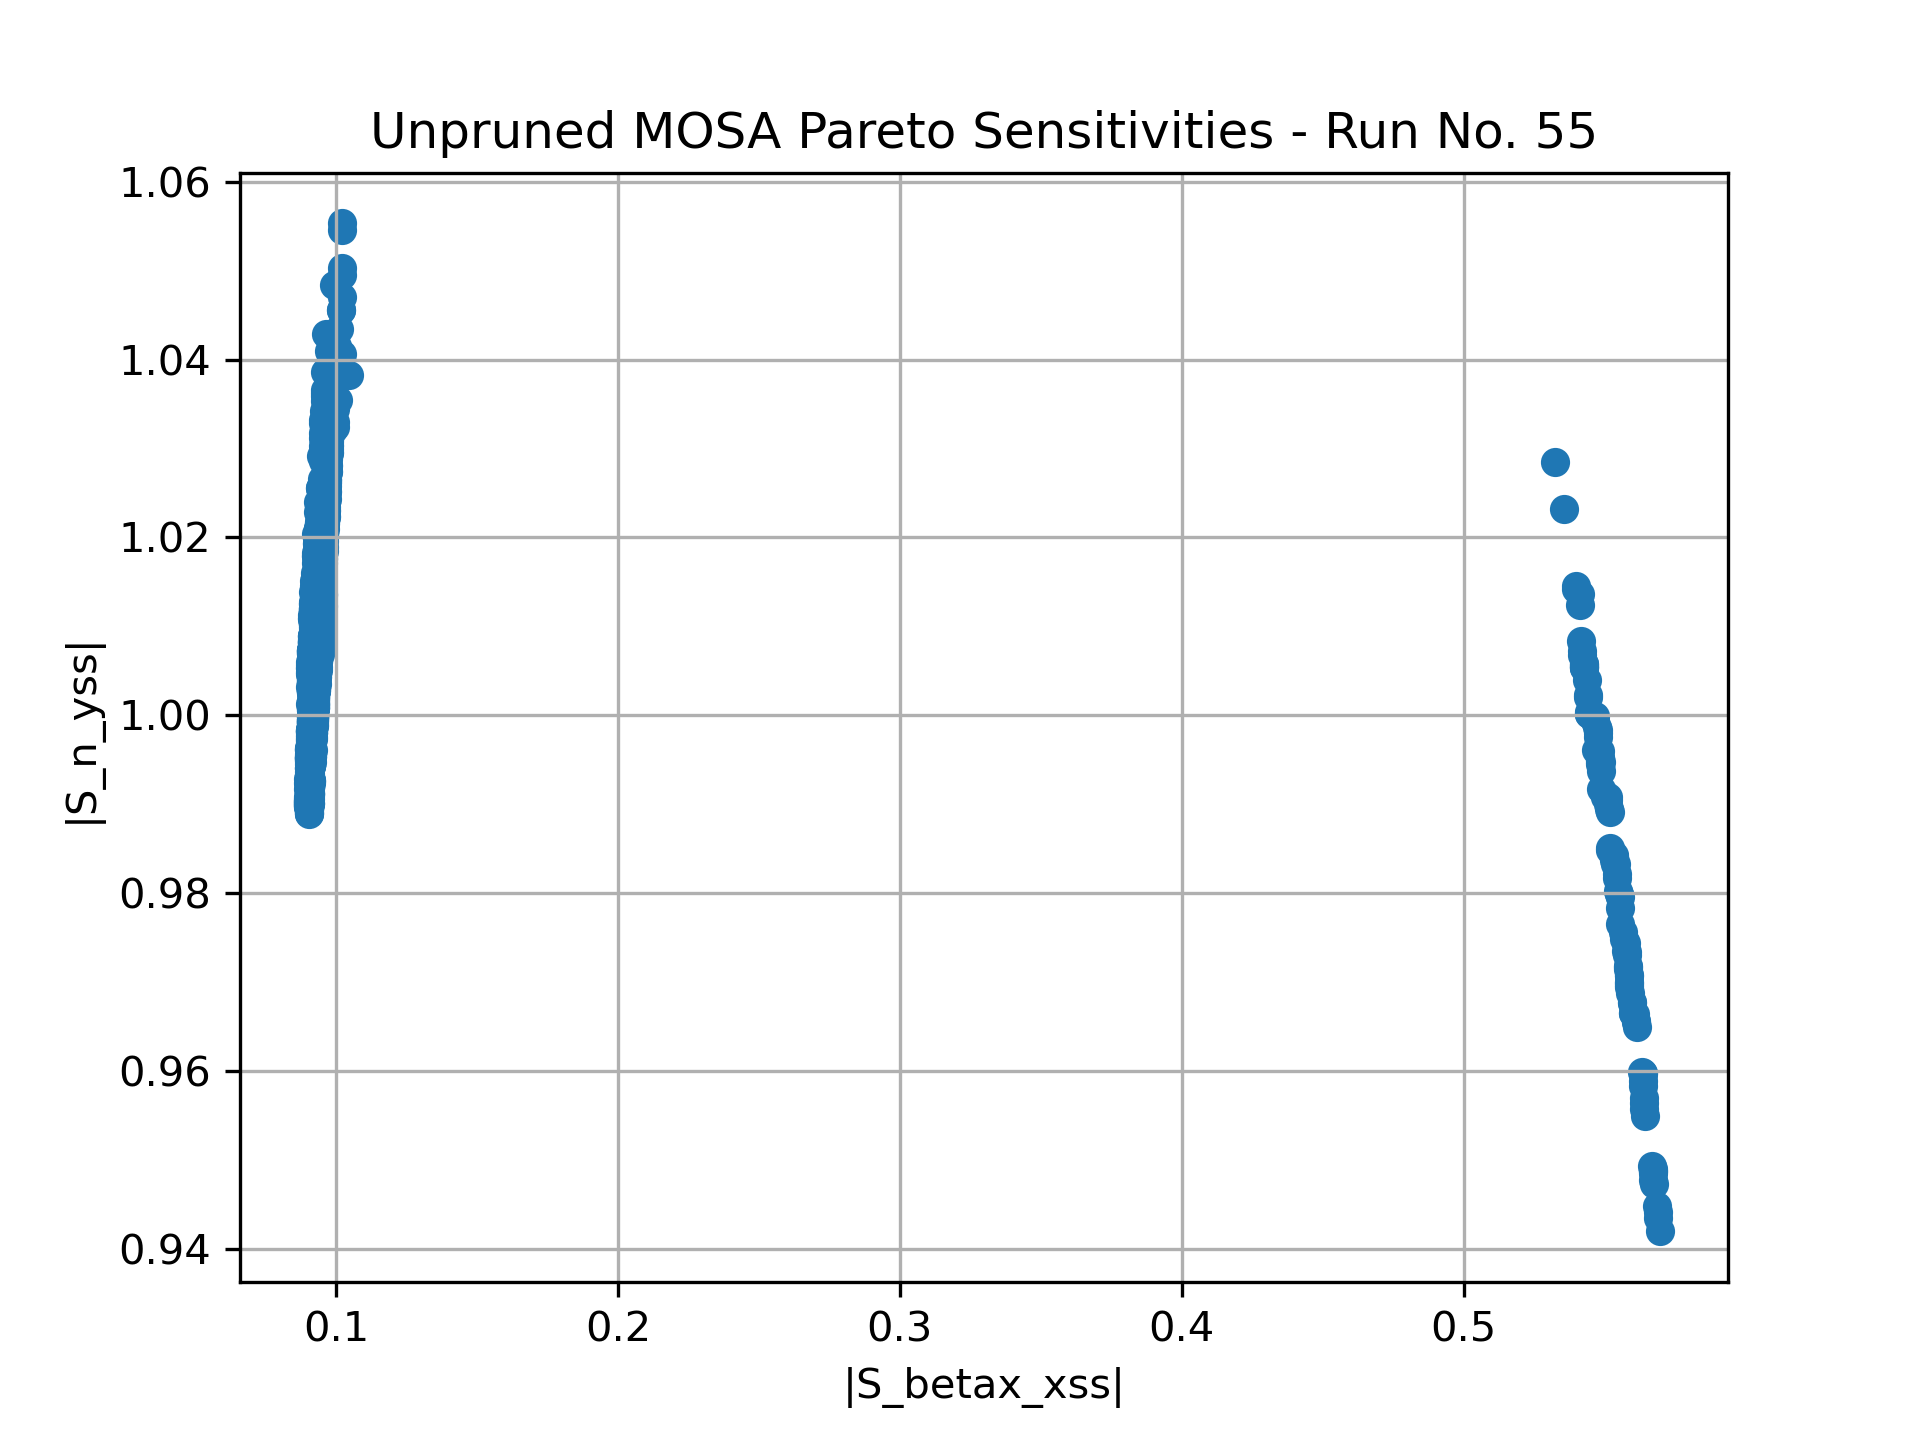 Unpruned MOSA Pareto Sensitivities - Run No. 55
1.06
1.04
1.02
1.00
0.98
0.96
0.94
|S_n_yss|
0.1 0.2 0.3 0.4 0.5
|S_betax_xss|